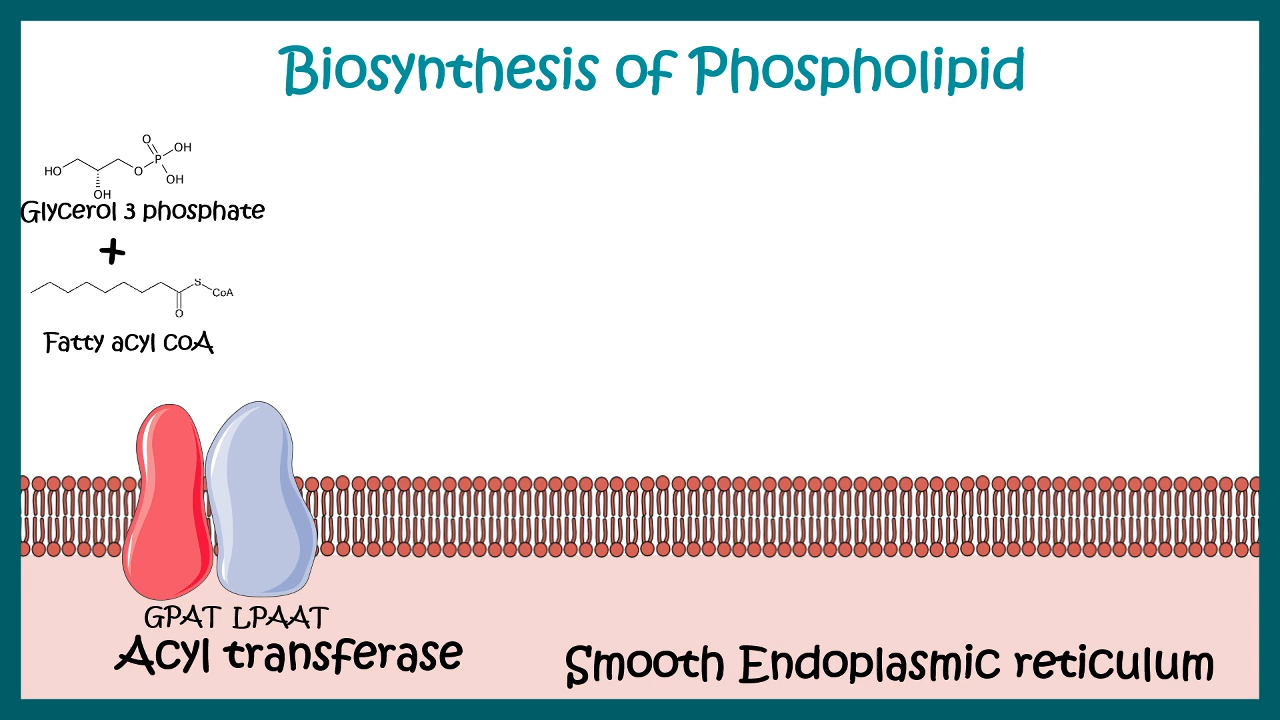 Biosynthesis of Phospholipid
O
P
OH
HO
O
OH
OH
Glycerol 3 phosphate
+
S
CoA
O
Fatty acyl coA
GPAT LPAAT
Acyl transferase
Smooth Endoplasmic reticulum